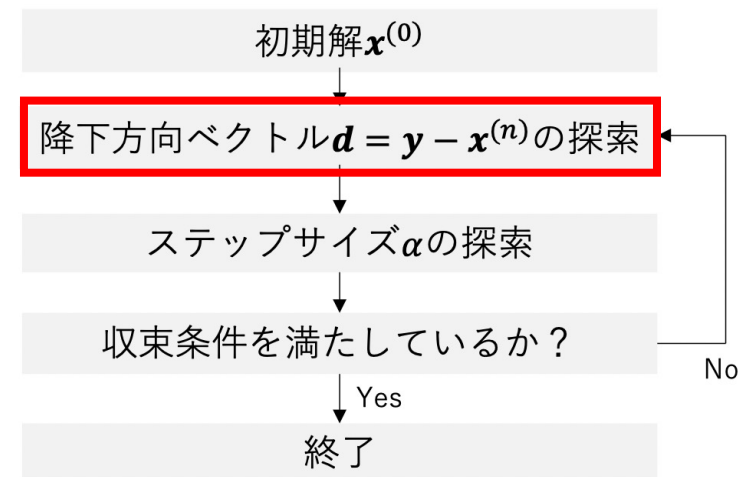 初期解x⁽⁰⁾
降下方向ベクトルd = y − x⁽ⁿ⁾の探索
ステップサイズαの探索
収束条件を満たしているか？
No
Yes
終了